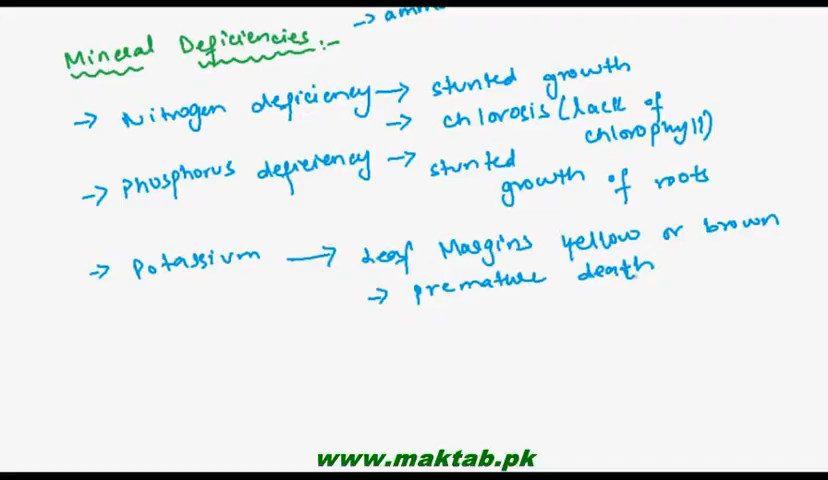 Mineral Deficiencies :-
-> Nitrogen deficiency -> stunted growth
-> chlorosis (lack of
chlorophyll)
-> Phosphorus deficiency -> stunted
growth of roots
-> Potassium -> Leaf Margins yellow or brown
-> premature death
www.maktab.pk